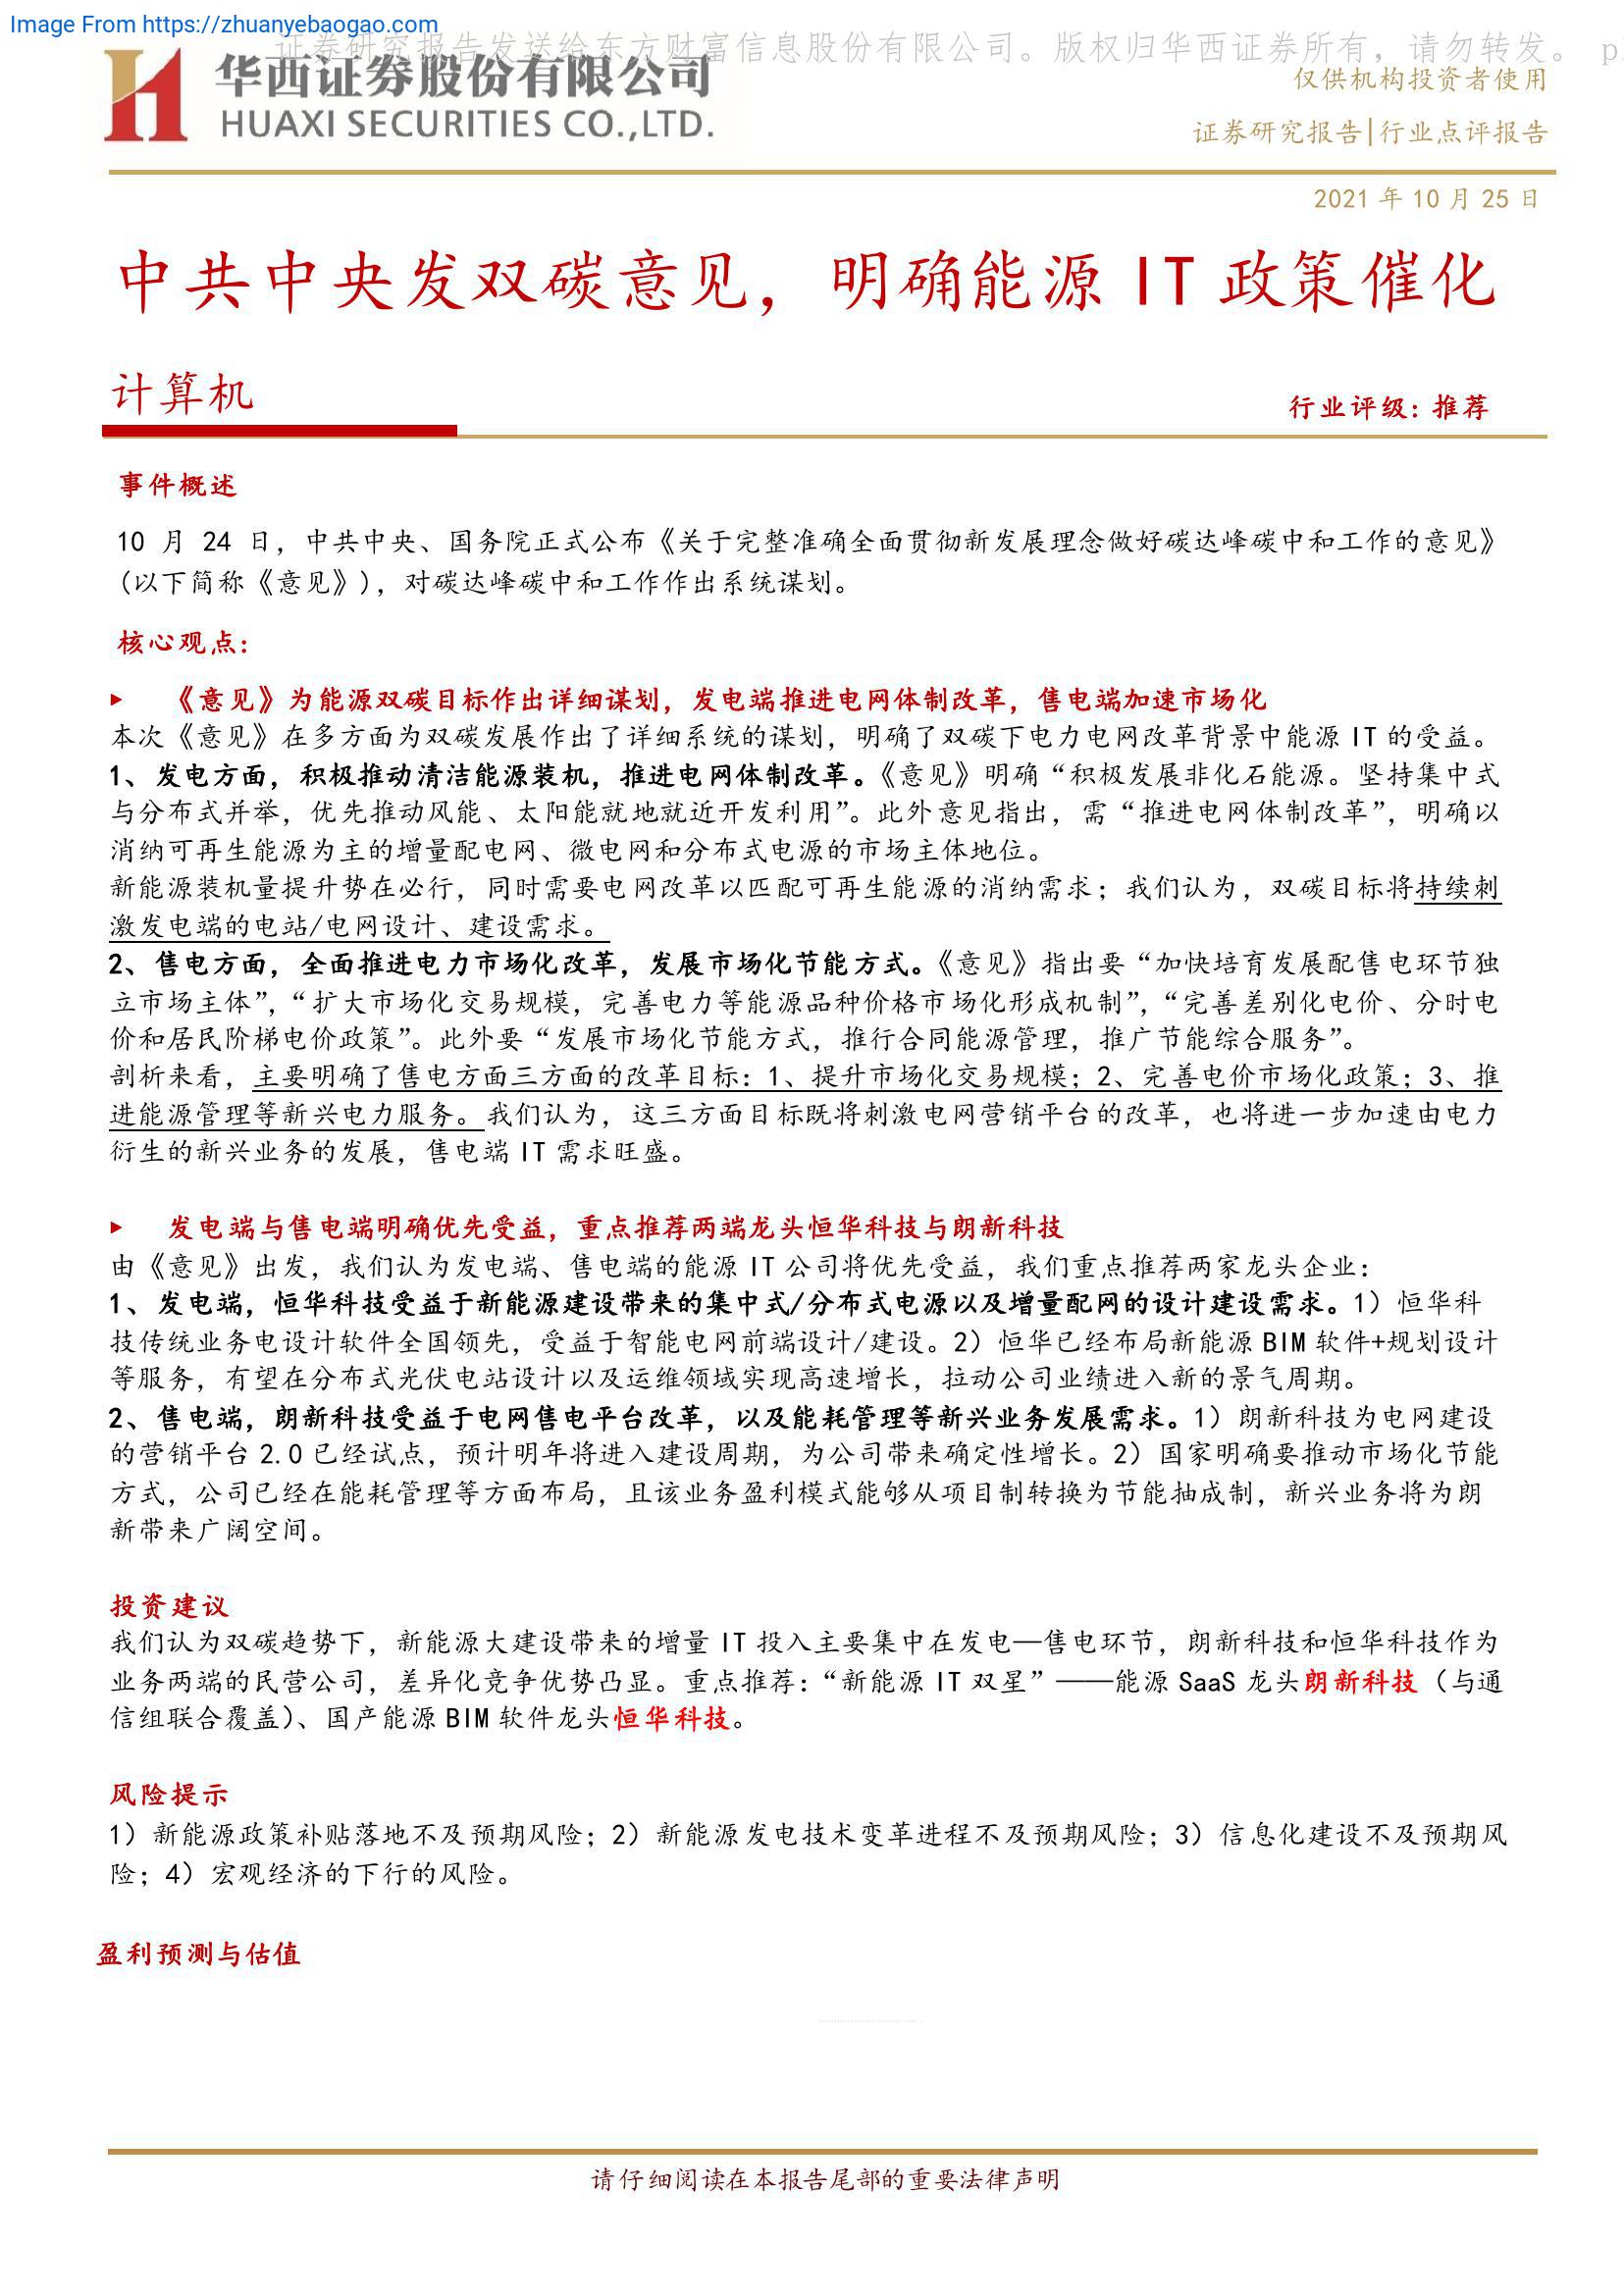 Image From https://zhuanyebaogao.com
证券研究报告发送给东方财富信息股份有限公司。版权归华西证券所有，请勿转发。 p
华西证券股份有限公司
HUAXI SECURITIES CO.,LTD.
仅供机构投资者使用
证券研究报告|行业点评报告
2021 年 10 月 25 日
中共中央发双碳意见，明确能源 IT 政策催化
计算机
行业评级：推荐
事件概述
10 月 24 日，中共中央、国务院正式公布《关于完整准确全面贯彻新发展理念做好碳达峰碳中和工作的意见》
（以下简称《意见》），对碳达峰碳中和工作作出系统谋划。
核心观点：
▸ 《意见》为能源双碳目标作出详细谋划，发电端推进电网体制改革，售电端加速市场化
本次《意见》在多方面为双碳发展作出了详细系统的谋划，明确了双碳下电力电网改革背景中能源 IT 的受益。
1、发电方面，积极推动清洁能源装机，推进电网体制改革。《意见》明确“积极发展非化石能源。坚持集中式
与分布式并举，优先推动风能、太阳能就地就近开发利用”。此外意见指出，需“推进电网体制改革”，明确以
消纳可再生能源为主的增量配电网、微电网和分布式电源的市场主体地位。
新能源装机量提升势在必行，同时需要电网改革以匹配可再生能源的消纳需求；我们认为，双碳目标将持续刺
激发电端的电站/电网设计、建设需求。
2、售电方面，全面推进电力市场化改革，发展市场化节能方式。《意见》指出要“加快培育发展配售电环节独
立市场主体”，“扩大市场化交易规模，完善电力等能源品种价格市场化形成机制”，“完善差别化电价、分时电
价和居民阶梯电价政策”。此外要“发展市场化节能方式，推行合同能源管理，推广节能综合服务”。
剖析来看，主要明确了售电方面三方面的改革目标：1、提升市场化交易规模；2、完善电价市场化政策；3、推
进能源管理等新兴电力服务。我们认为，这三方面目标既将刺激电网营销平台的改革，也将进一步加速由电力
衍生的新兴业务的发展，售电端 IT 需求旺盛。
▸ 发电端与售电端明确优先受益，重点推荐两端龙头恒华科技与朗新科技
由《意见》出发，我们认为发电端、售电端的能源 IT 公司将优先受益，我们重点推荐两家龙头企业：
1、发电端，恒华科技受益于新能源建设带来的集中式/分布式电源以及增量配网的设计建设需求。1）恒华科
技传统业务电设计软件全国领先，受益于智能电网前端设计/建设。2）恒华已经布局新能源 BIM 软件+规划设计
等服务，有望在分布式光伏电站设计以及运维领域实现高速增长，拉动公司业绩进入新的景气周期。
2、售电端，朗新科技受益于电网售电平台改革，以及能耗管理等新兴业务发展需求。1）朗新科技为电网建设
的营销平台 2.0 已经试点，预计明年将进入建设周期，为公司带来确定性增长。2）国家明确要推动市场化节能
方式，公司已经在能耗管理等方面布局，且该业务盈利模式能够从项目制转换为节能抽成制，新兴业务将为朗
新带来广阔空间。
投资建议
我们认为双碳趋势下，新能源大建设带来的增量 IT 投入主要集中在发电—售电环节，朗新科技和恒华科技作为
业务两端的民营公司，差异化竞争优势凸显。重点推荐：“新能源 IT 双星”——能源 SaaS 龙头朗新科技（与通
信组联合覆盖）、国产能源 BIM 软件龙头恒华科技。
风险提示
1）新能源政策补贴落地不及预期风险；2）新能源发电技术变革进程不及预期风险；3）信息化建设不及预期风
险；4）宏观经济的下行的风险。
盈利预测与估值
请仔细阅读在本报告尾部的重要法律声明